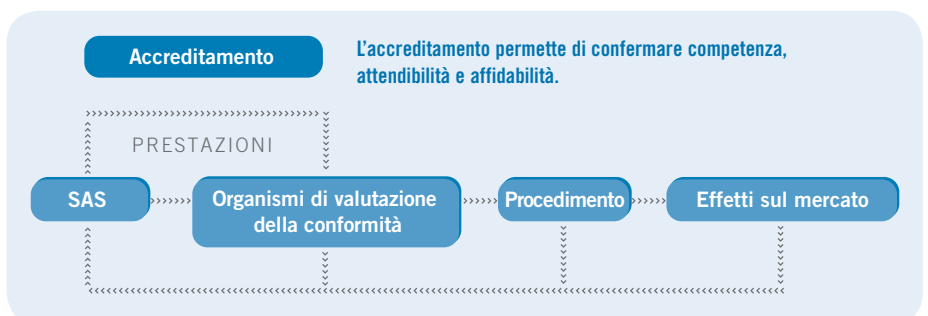 Accreditamento
L'accreditamento permette di confermare competenza,
attendibilità e affidabilità.
PRESTAZIONI
SAS
Organismi di valutazione
della conformità
Procedimento
Effetti sul mercato